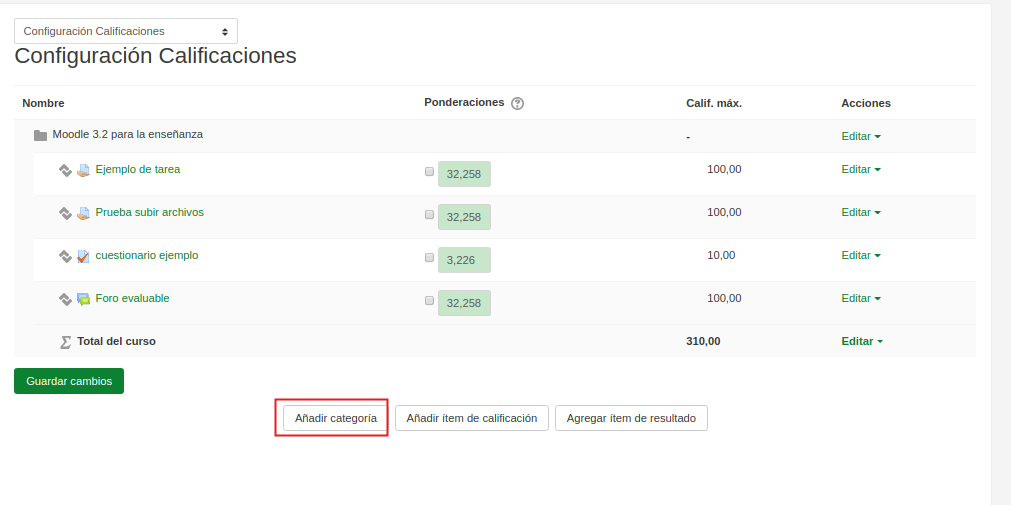 Configuración Calificaciones
Configuración Calificaciones
Nombre Ponderaciones ? Calif. máx. Acciones
Moodle 3.2 para la enseñanza - Editar
Ejemplo de tarea 32,258 100,00 Editar
Prueba subir archivos 32,258 100,00 Editar
cuestionario ejemplo 3,226 10,00 Editar
Foro evaluable 32,258 100,00 Editar
Σ Total del curso 310,00 Editar
Guardar cambios
Añadir categoría Añadir ítem de calificación Agregar ítem de resultado